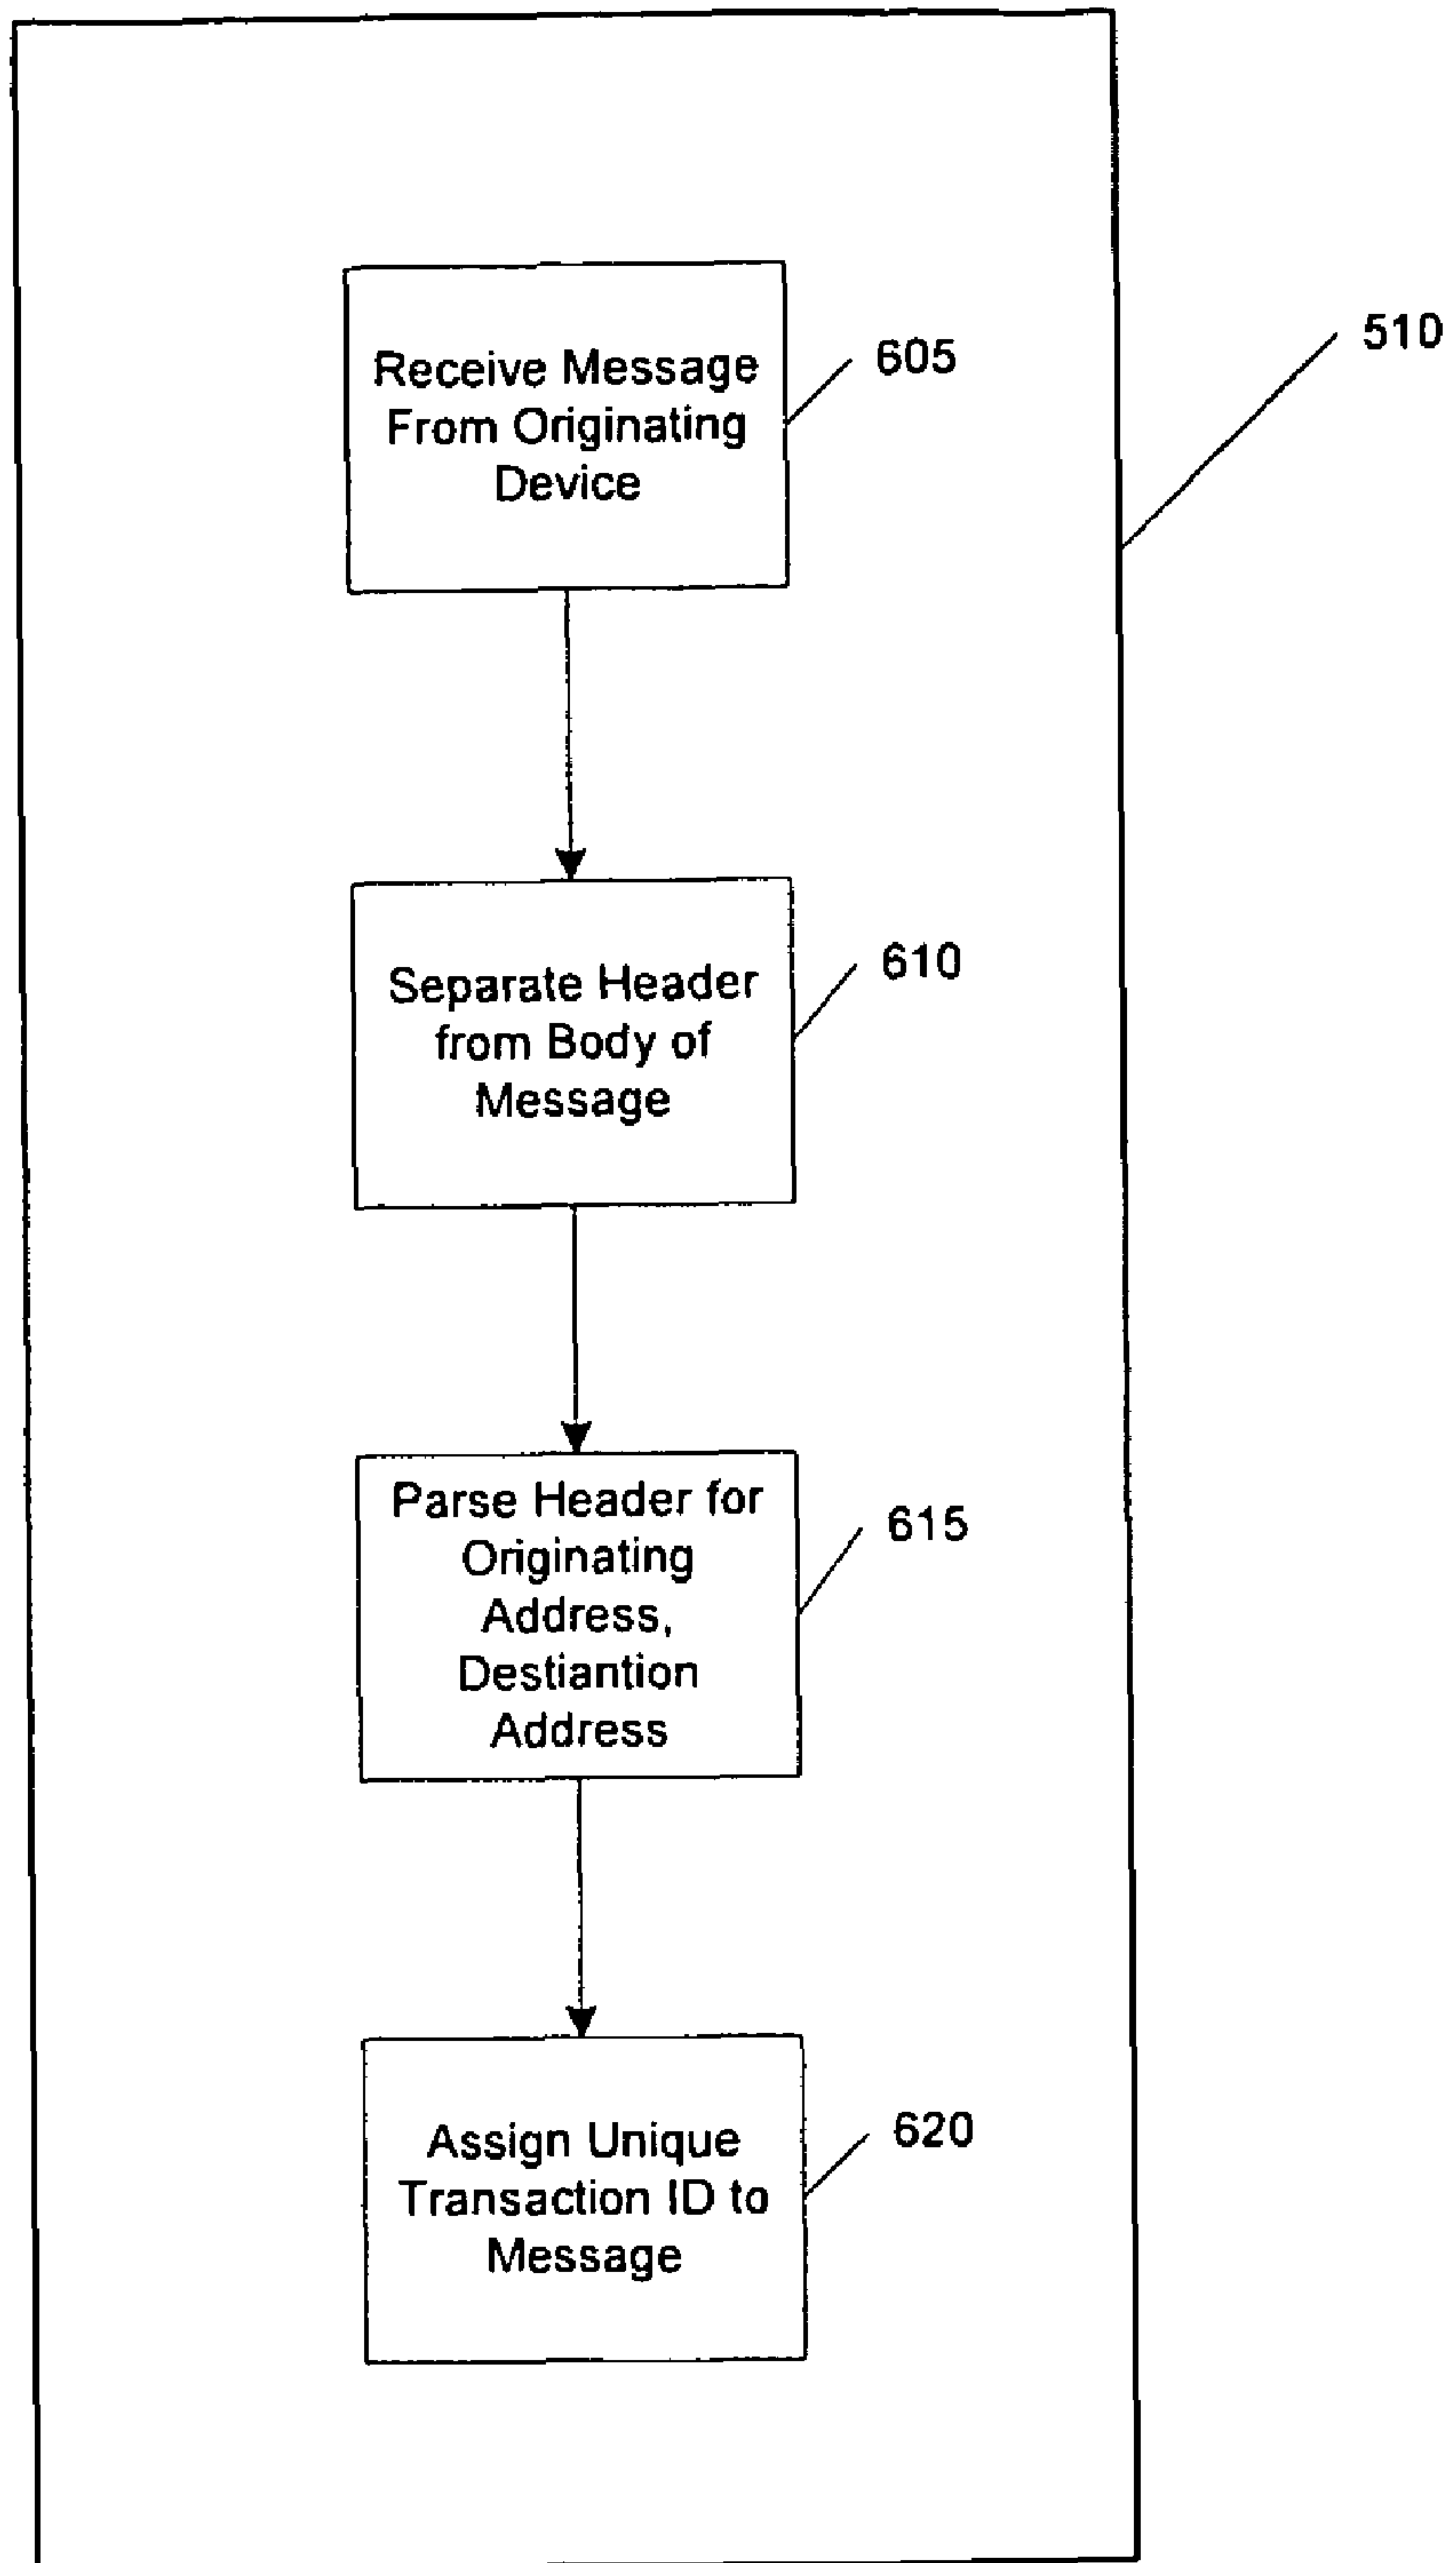 510
Receive Message
From Originating
Device
605
Separate Header
from Body of
Message
610
Parse Header for
Originating
Address,
Destiantion
Address
615
Assign Unique
Transaction ID to
Message
620